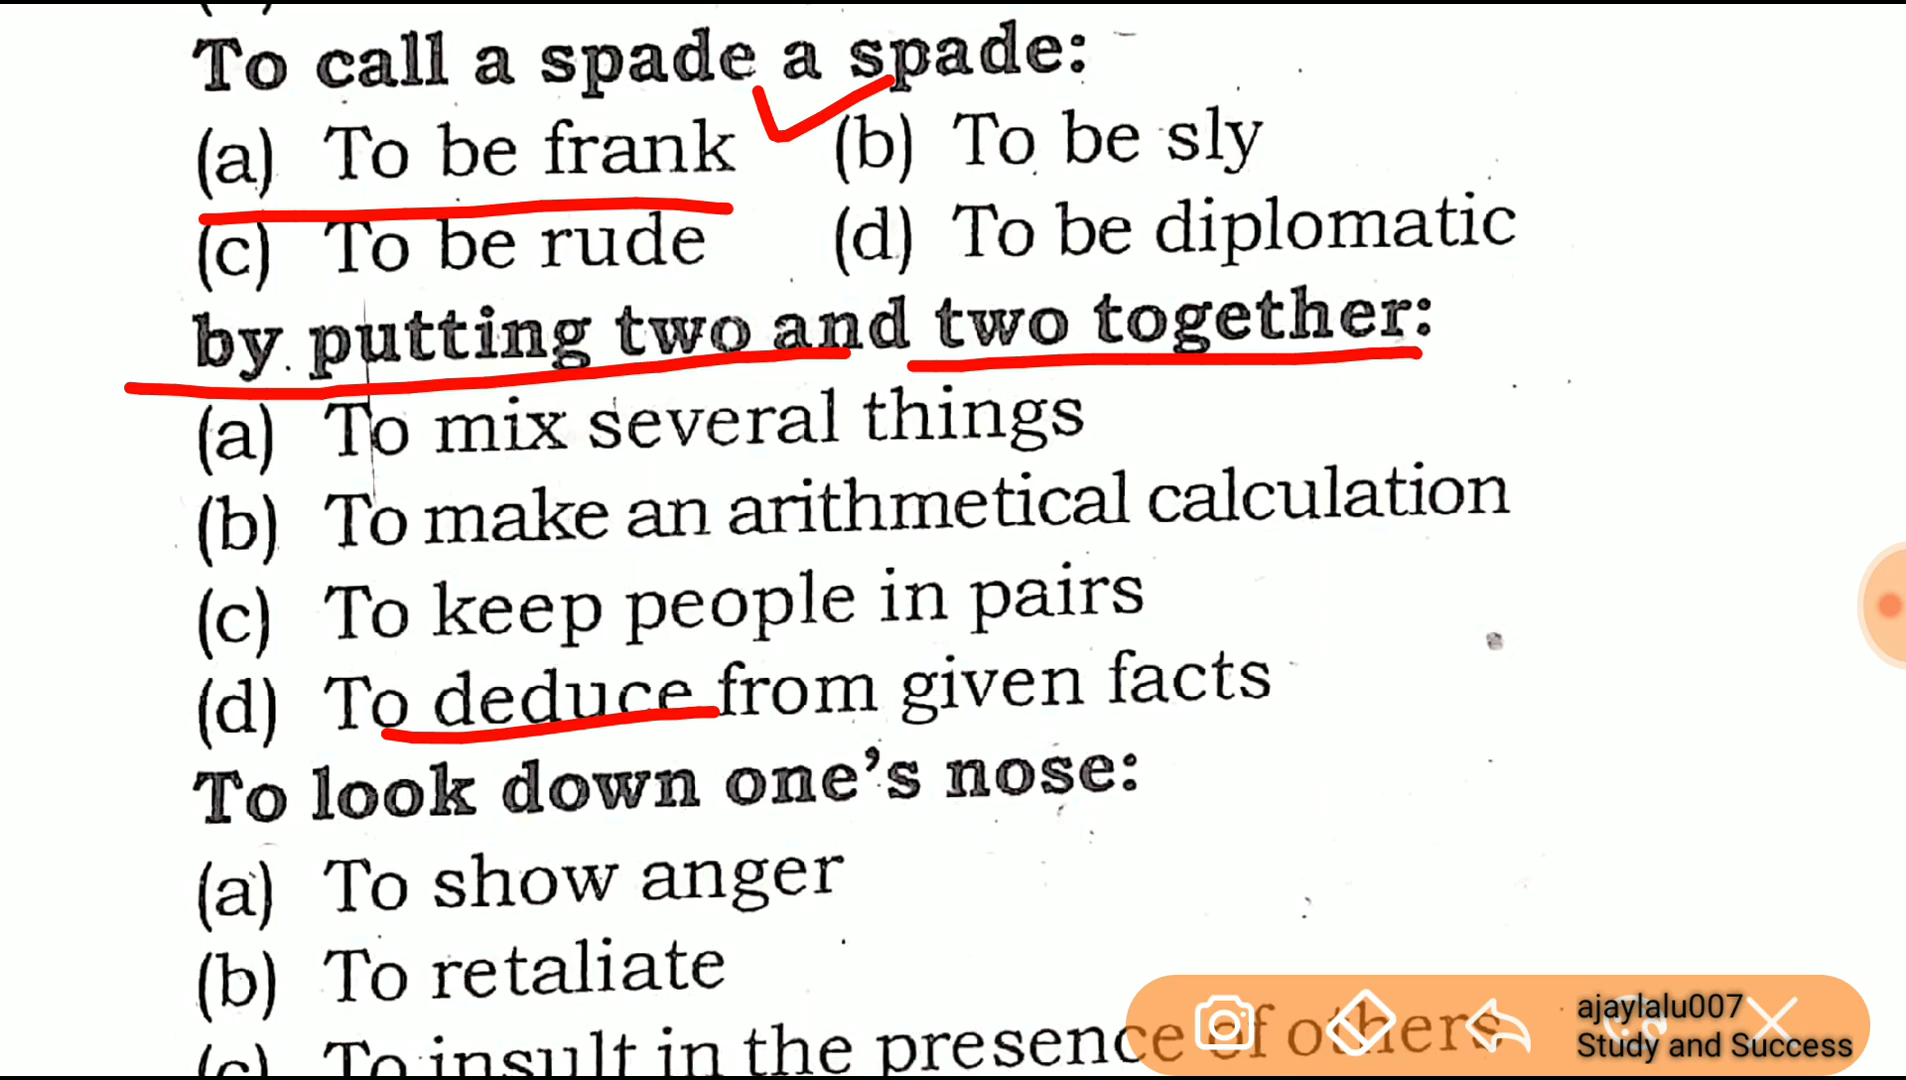 To call a spade a spade:
(a) To be frank (b) To be sly
(c) To be rude (d) To be diplomatic
by putting two and two together:
(a) To mix several things
(b) To make an arithmetical calculation
(c) To keep people in pairs
(d) To deduce from given facts
To look down one's nose:
(a) To show anger
(b) To retaliate
(c) To insult in the presence of others
ajaylalu007
Study and Success